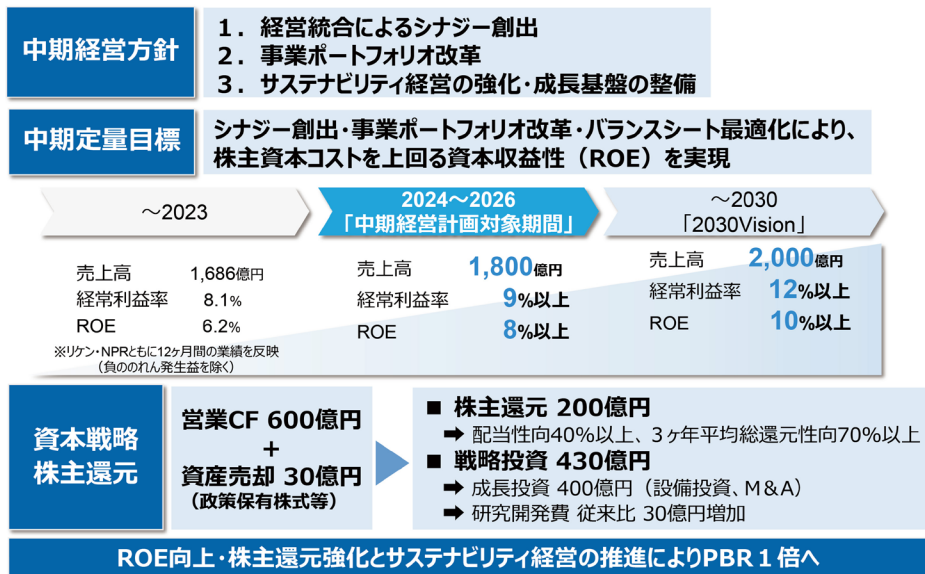 中期経営方針
1. 経営統合によるシナジー創出
2. 事業ポートフォリオ改革
3. サステナビリティ経営の強化・成長基盤の整備
中期定量目標
シナジー創出・事業ポートフォリオ改革・バランスシート最適化により、
株主資本コストを上回る資本収益性（ROE）を実現
～2023
売上高 1,686億円
経常利益率 8.1%
ROE 6.2%
※リケン・NPRともに12ヶ月間の業績を反映
（負ののれん発生益を除く）
2024～2026
「中期経営計画対象期間」
売上高 1,800億円
経常利益率 9%以上
ROE 8%以上
～2030
「2030Vision」
売上高 2,000億円
経常利益率 12%以上
ROE 10%以上
資本戦略
株主還元
営業CF 600億円
+
資産売却 30億円
（政策保有株式等）
■ 株主還元 200億円
➡ 配当性向40%以上、3ヶ年平均総還元性向70%以上
■ 戦略投資 430億円
➡ 成長投資 400億円（設備投資、M&A）
➡ 研究開発費 従来比 30億円増加
ROE向上・株主還元強化とサステナビリティ経営の推進によりPBR１倍へ